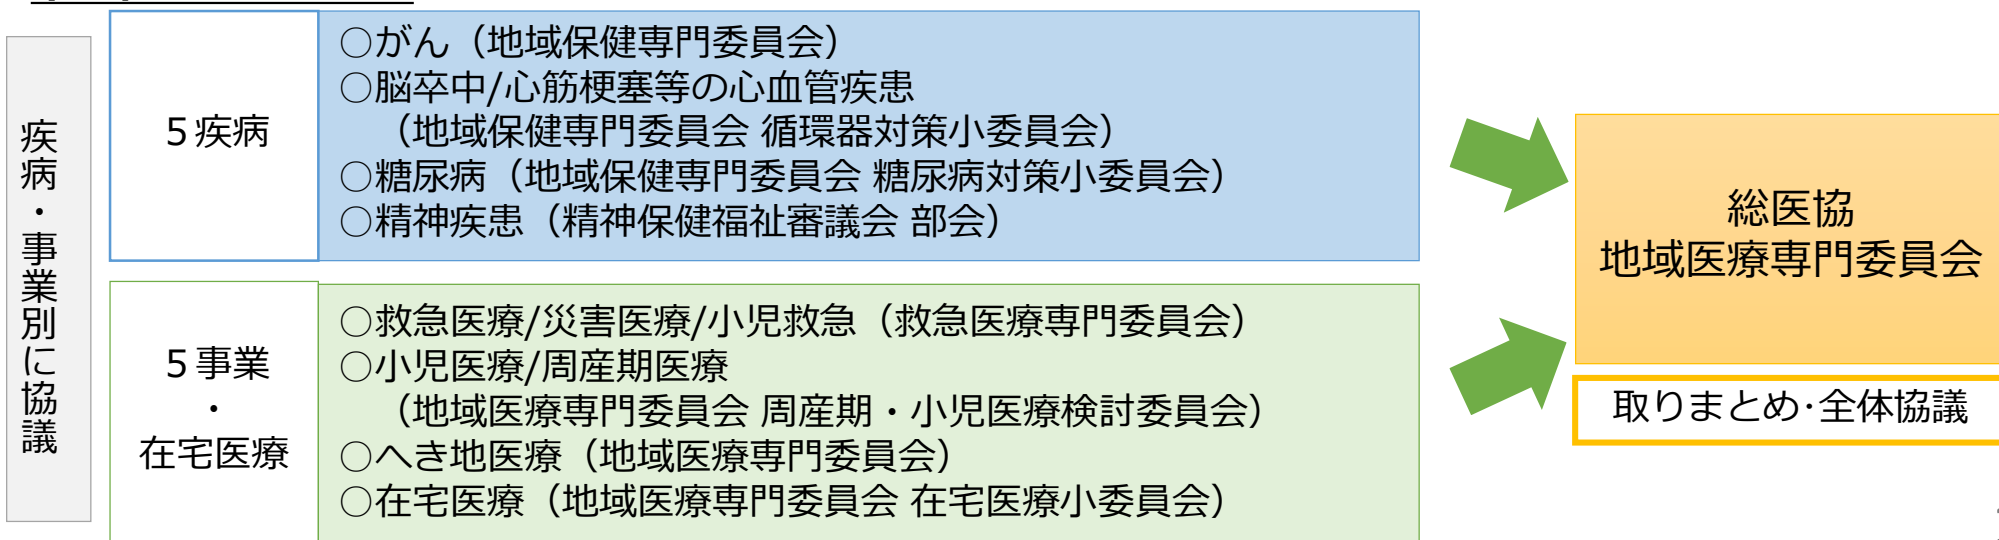 疾病・事業別に協議
５疾病
○がん（地域保健専門委員会）
○脳卒中/心筋梗塞等の心血管疾患
（地域保健専門委員会 循環器対策小委員会）
○糖尿病（地域保健専門委員会 糖尿病対策小委員会）
○精神疾患（精神保健福祉審議会 部会）
５事業
・
在宅医療
○救急医療/災害医療/小児救急（救急医療専門委員会）
○小児医療/周産期医療
（地域医療専門委員会 周産期・小児医療検討委員会）
○へき地医療（地域医療専門委員会）
○在宅医療（地域医療専門委員会 在宅医療小委員会）
総医協
地域医療専門委員会
取りまとめ･全体協議